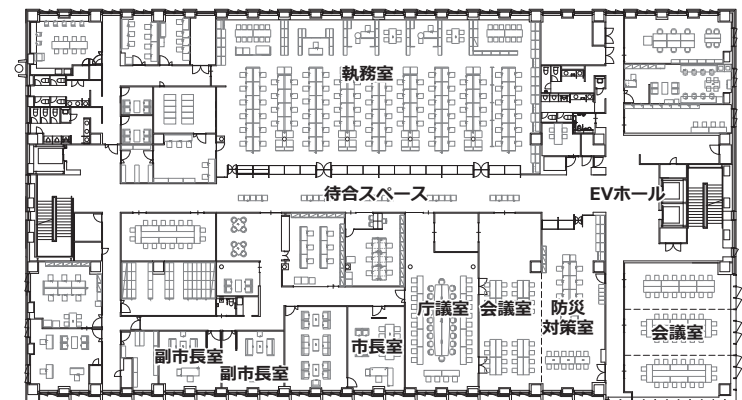 執務室
待合スペース
EVホール
庁議室
会議室
防災
対策室
会議室
市長室
副市長室
副市長室